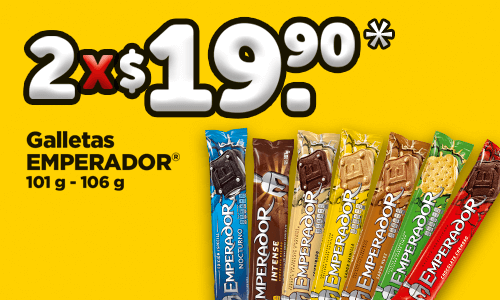 2x$19.90*
Galletas
EMPERADOR®
101 g - 106 g
EMPERADOR
NOCTURNO
EMPERADOR
INTENSE
EMPERADOR
EMPERADOR
EMPERADOR
EMPERADOR
EMPERADOR